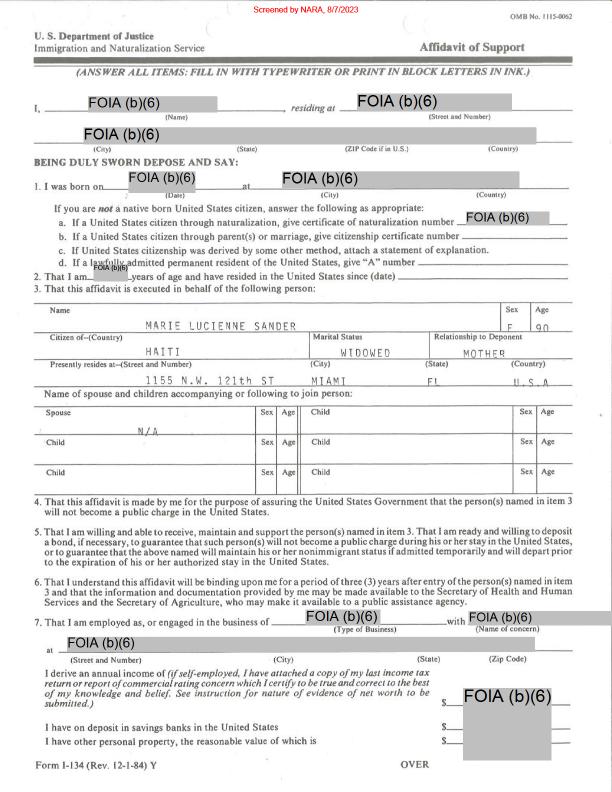 Screened by NARA, 8/7/2023
OMB No. 1115-0062
U. S. Department of Justice
Immigration and Naturalization Service
Affidavit of Support
(ANSWER ALL ITEMS: FILL IN WITH TYPEWRITER OR PRINT IN BLOCK LETTERS IN INK.)
I, FOIA (b)(6) residing at FOIA (b)(6)
(Name) (Street and Number)
FOIA (b)(6)
(City) (State) (ZIP Code if in U.S.) (Country)
BEING DULY SWORN DEPOSE AND SAY:
1. I was born on FOIA (b)(6) at FOIA (b)(6)
(Date) (City) (Country)
If you are not a native born United States citizen, answer the following as appropriate:
a. If a United States citizen through naturalization, give certificate of naturalization number FOIA (b)(6)
b. If a United States citizen through parent(s) or marriage, give citizenship certificate number
c. If United States citizenship was derived by some other method, attach a statement of explanation.
d. If a lawfully admitted permanent resident of the United States, give "A" number
2. That I am FOIA (b)(6) years of age and have resided in the United States since (date)
3. That this affidavit is executed in behalf of the following person:
Name Sex Age
MARIE LUCIENNE SANDER F 90
Citizen of--(Country) Marital Status Relationship to Deponent
HAITI WIDOWED MOTHER
Presently resides at--(Street and Number) (City) (State) (Country)
1155 N.W. 121th ST MIAMI FL U.S.A
Name of spouse and children accompanying or following to join person:
Spouse Sex Age Child Sex Age
N/A
Child Sex Age Child Sex Age
Child Sex Age Child Sex Age
4. That this affidavit is made by me for the purpose of assuring the United States Government that the person(s) named in item 3
will not become a public charge in the United States.
5. That I am willing and able to receive, maintain and support the person(s) named in item 3. That I am ready and willing to deposit
a bond, if necessary, to guarantee that such person(s) will not become a public charge during his or her stay in the United States,
or to guarantee that the above named will maintain his or her nonimmigrant status if admitted temporarily and will depart prior
to the expiration of his or her authorized stay in the United States.
6. That I understand this affidavit will be binding upon me for a period of three (3) years after entry of the person(s) named in item
3 and that the information and documentation provided by me may be made available to the Secretary of Health and Human
Services and the Secretary of Agriculture, who may make it available to a public assistance agency.
7. That I am employed as, or engaged in the business of FOIA (b)(6) with FOIA (b)(6)
(Type of Business) (Name of concern)
at FOIA (b)(6)
(Street and Number) (City) (State) (Zip Code)
I derive an annual income of (if self-employed, I have attached a copy of my last income tax
return or report of commercial rating concern which I certify to be true and correct to the best
of my knowledge and belief. See instruction for nature of evidence of net worth to be
submitted.) $ FOIA (b)(6)
I have on deposit in savings banks in the United States $
I have other personal property, the reasonable value of which is $
Form I-134 (Rev. 12-1-84) Y OVER